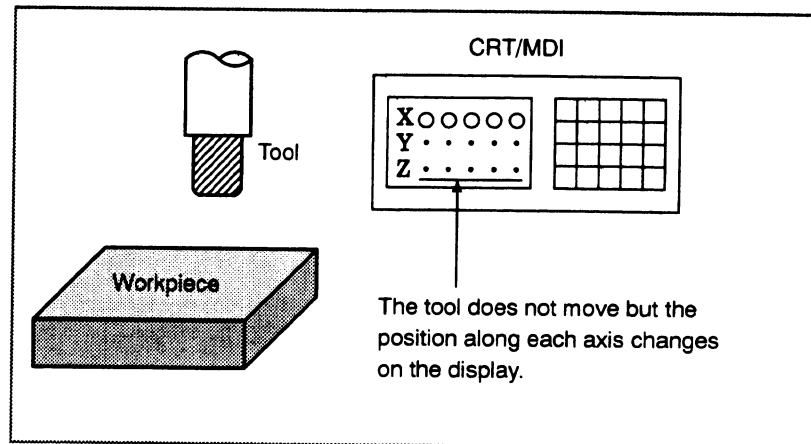 CRT/MDI
Tool
X
Y
Z
Workpiece
The tool does not move but the
position along each axis changes
on the display.